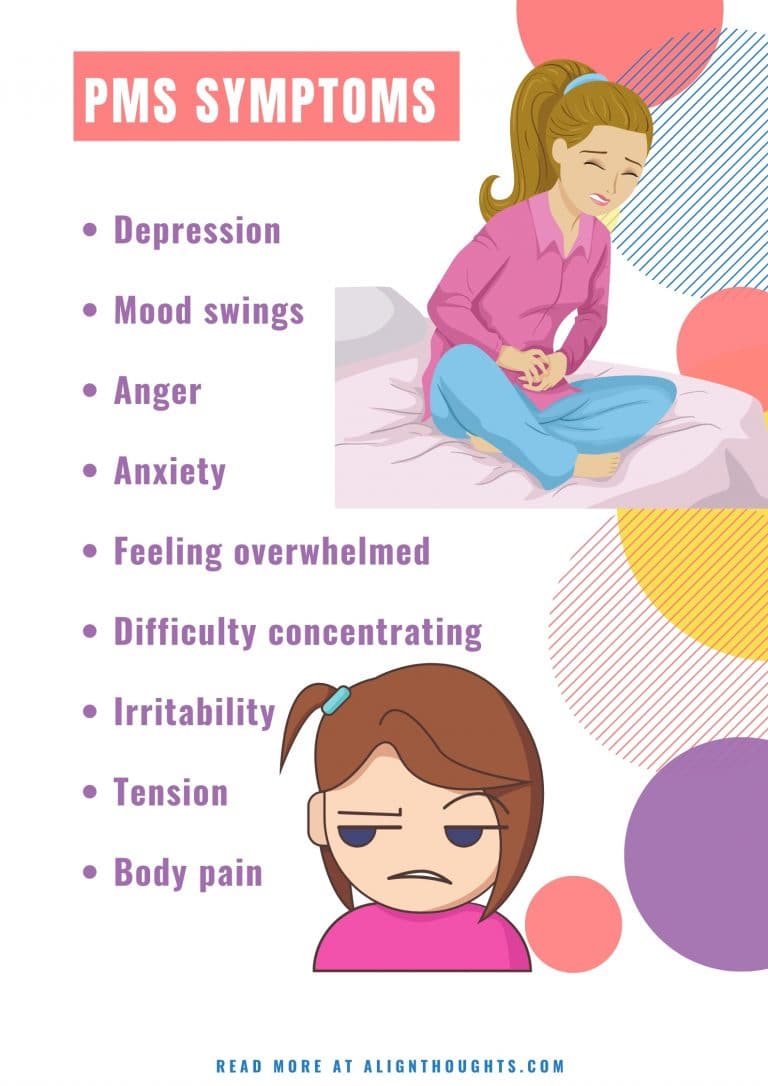 PMS SYMPTOMS
• Depression
• Mood swings
• Anger
• Anxiety
• Feeling overwhelmed
• Difficulty concentrating
• Irritability
• Tension
• Body pain
READ MORE AT ALIGNTHOUGHTS.COM